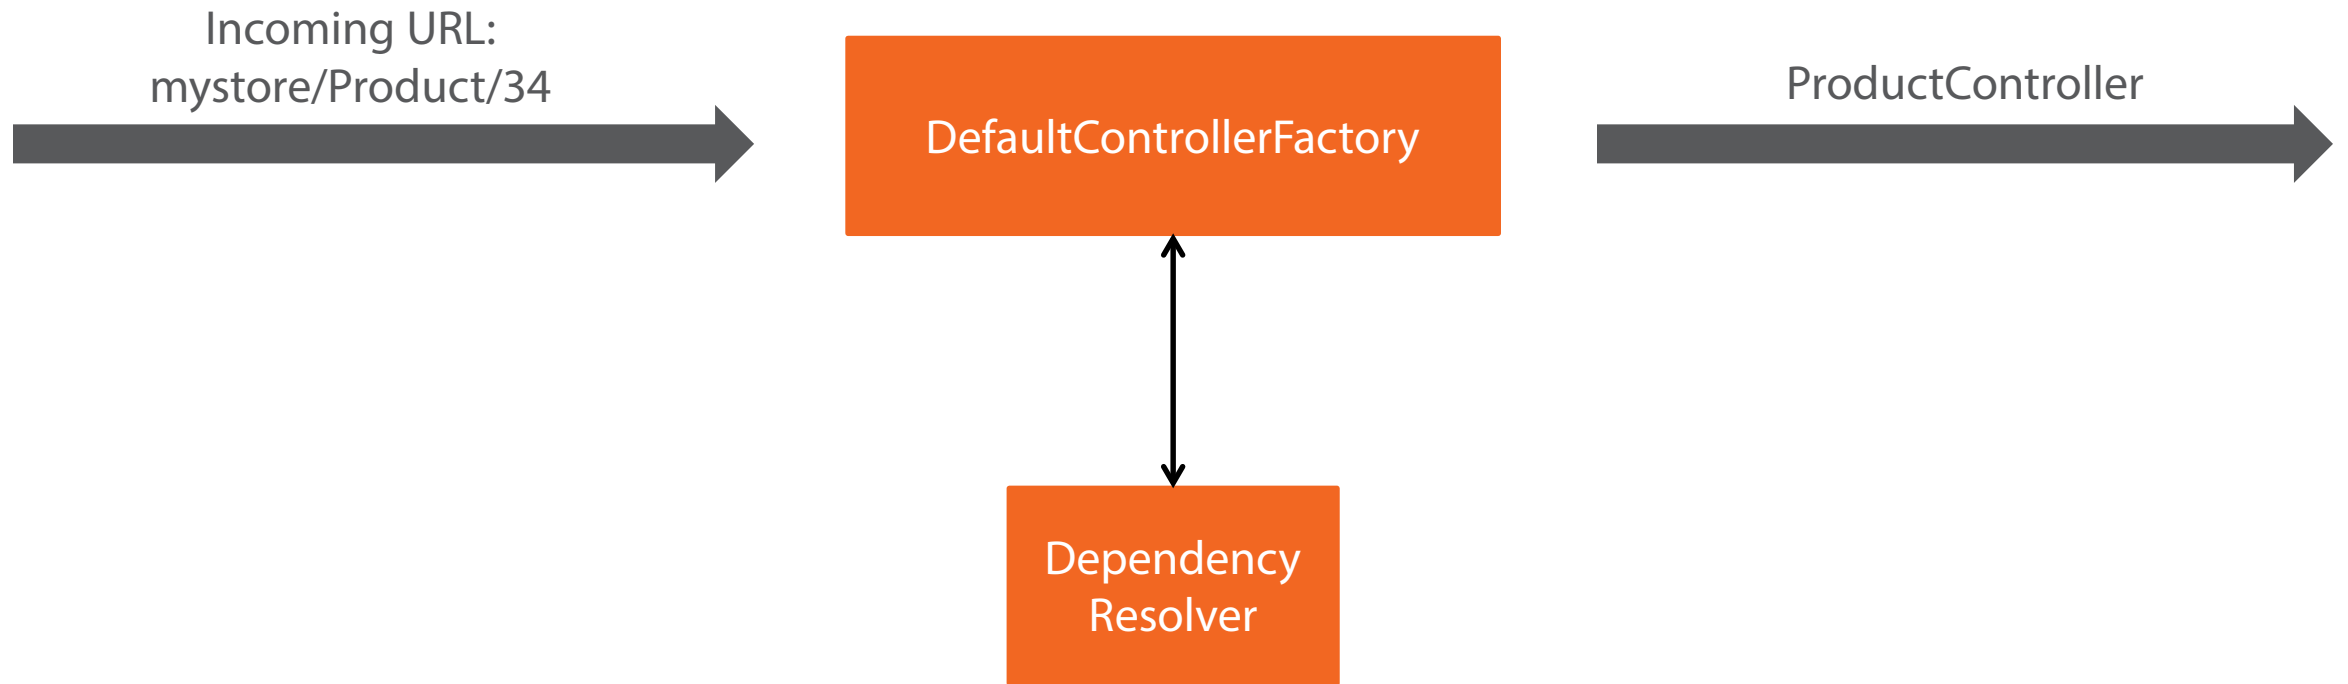 Incoming URL:
mystore/Product/34
DefaultControllerFactory
ProductController
Dependency
Resolver